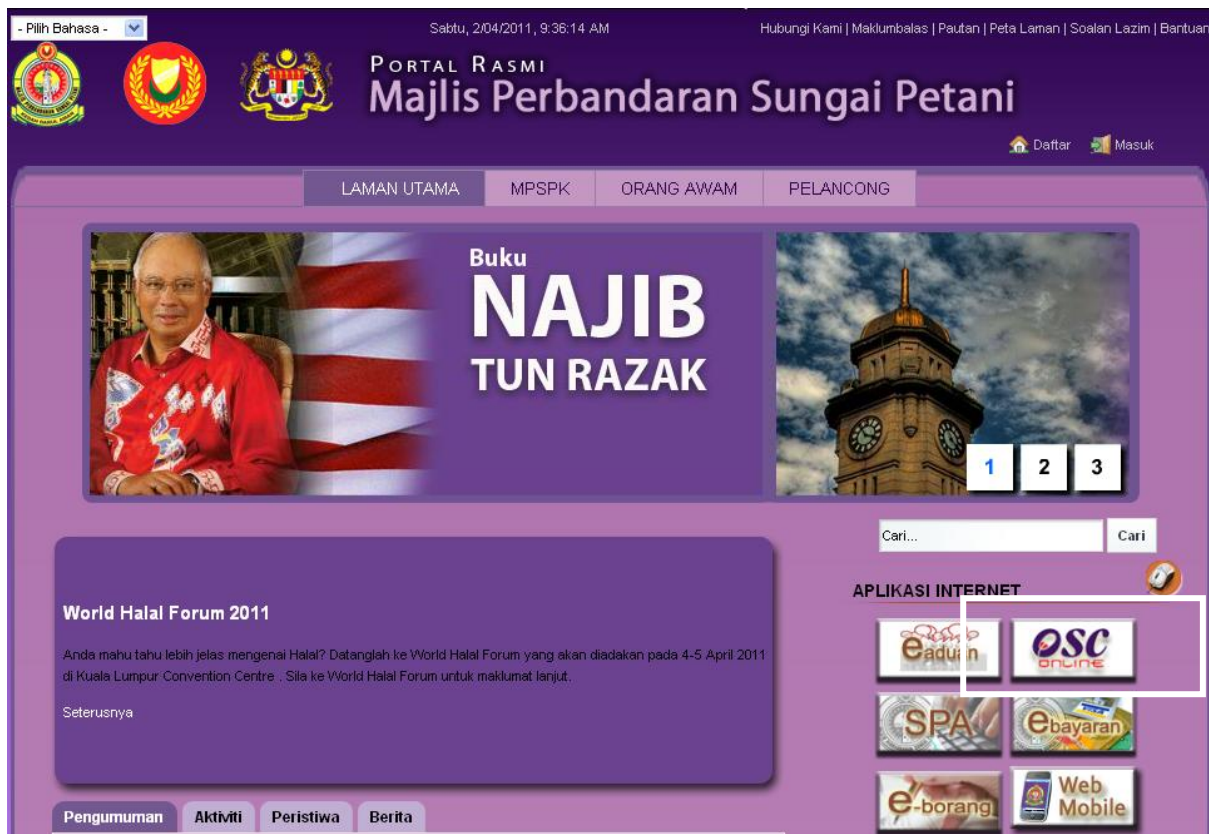 - Pilih Bahasa -
Sabtu, 2/04/2011, 9:36:14 AM
Hubungi Kami | Maklumbalas | Pautan | Peta Laman | Soalan Lazim | Bantuan
PORTAL RASMI
Majlis Perbandaran Sungai Petani
Daftar Masuk
LAMAN UTAMA MPSPK ORANG AWAM PELANCONG
Buku
NAJIB
TUN RAZAK
1 2 3
Cari... Cari
APLIKASI INTERNET
World Halal Forum 2011
Anda mahu tahu lebih jelas mengenai Halal? Datanglah ke World Halal Forum yang akan diadakan pada 4-5 April 2011
di Kuala Lumpur Convention Centre . Sila ke World Halal Forum untuk maklumat lanjut.
Seterusnya
eaduan
OSC
ONLINE
SPA
ebayaran
e-borang
Web
Mobile
Pengumuman Aktiviti Peristiwa Berita